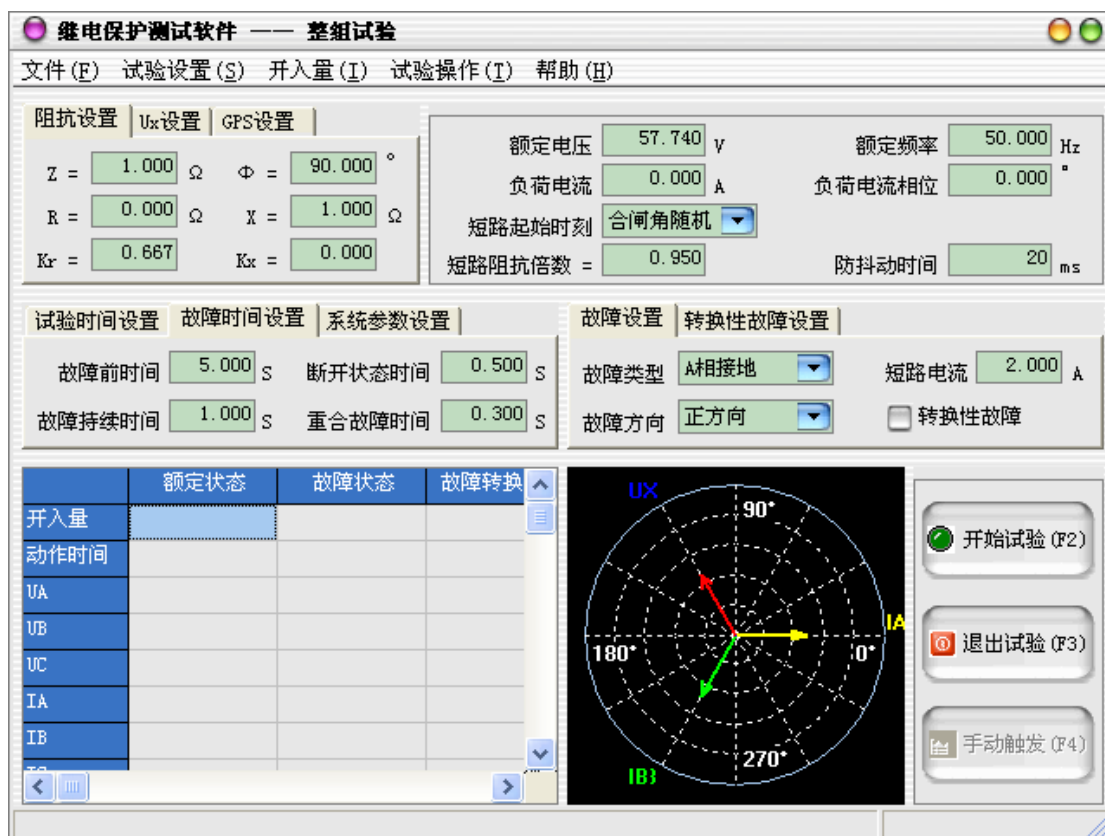 继电保护测试软件 —— 整组试验
文件(F) 试验设置(S) 开入量(I) 试验操作(T) 帮助(H)
阻抗设置 Ux设置 GPS设置
Z = 1.000 Ω Φ = 90.000 °
R = 0.000 Ω X = 1.000 Ω
Kr = 0.667 Kx = 0.000
额定电压 57.740 V 额定频率 50.000 Hz
负荷电流 0.000 A 负荷电流相位 0.000 °
短路起始时刻 合闸角随机
短路阻抗倍数 = 0.950 防抖动时间 20 ms
试验时间设置 故障时间设置 系统参数设置
故障前时间 5.000 S 断开状态时间 0.500 S
故障持续时间 1.000 S 重合故障时间 0.300 S
故障设置 转换性故障设置
故障类型 A相接地 短路电流 2.000 A
故障方向 正方向 转换性故障
额定状态 故障状态 故障转换
开入量
动作时间
UA
UB
UC
IA
IB
UX
90°
IA
180° 0°
270°
IB
开始试验(F2)
退出试验(F3)
手动触发(F4)